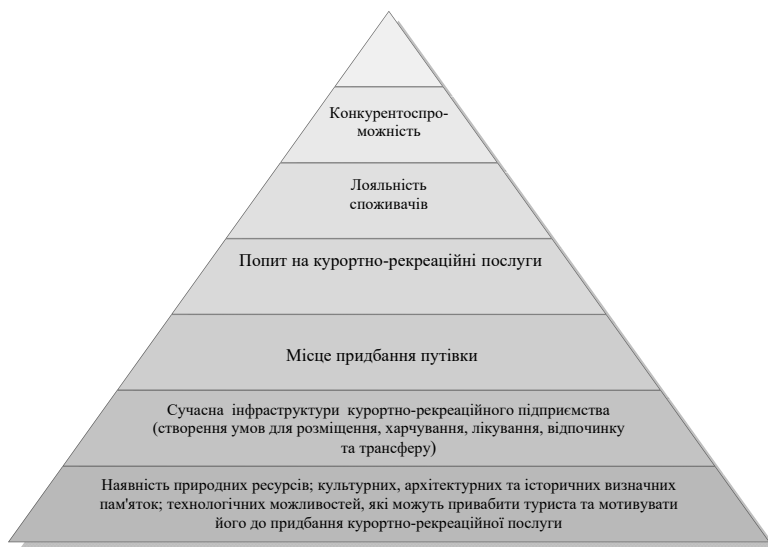 Конкурентоспро-
можність
Лояльність
споживачів
Попит на курортно-рекреаційні послуги
Місце придбання путівки
Сучасна інфраструктури курортно-рекреаційного підприємства
(створення умов для розміщення, харчування, лікування, відпочинку
та трансферу)
Наявність природних ресурсів; культурних, архітектурних та історичних визначних
пам'яток; технологічних можливостей, які можуть привабити туриста та мотивувати
його до придбання курортно-рекреаційної послуги